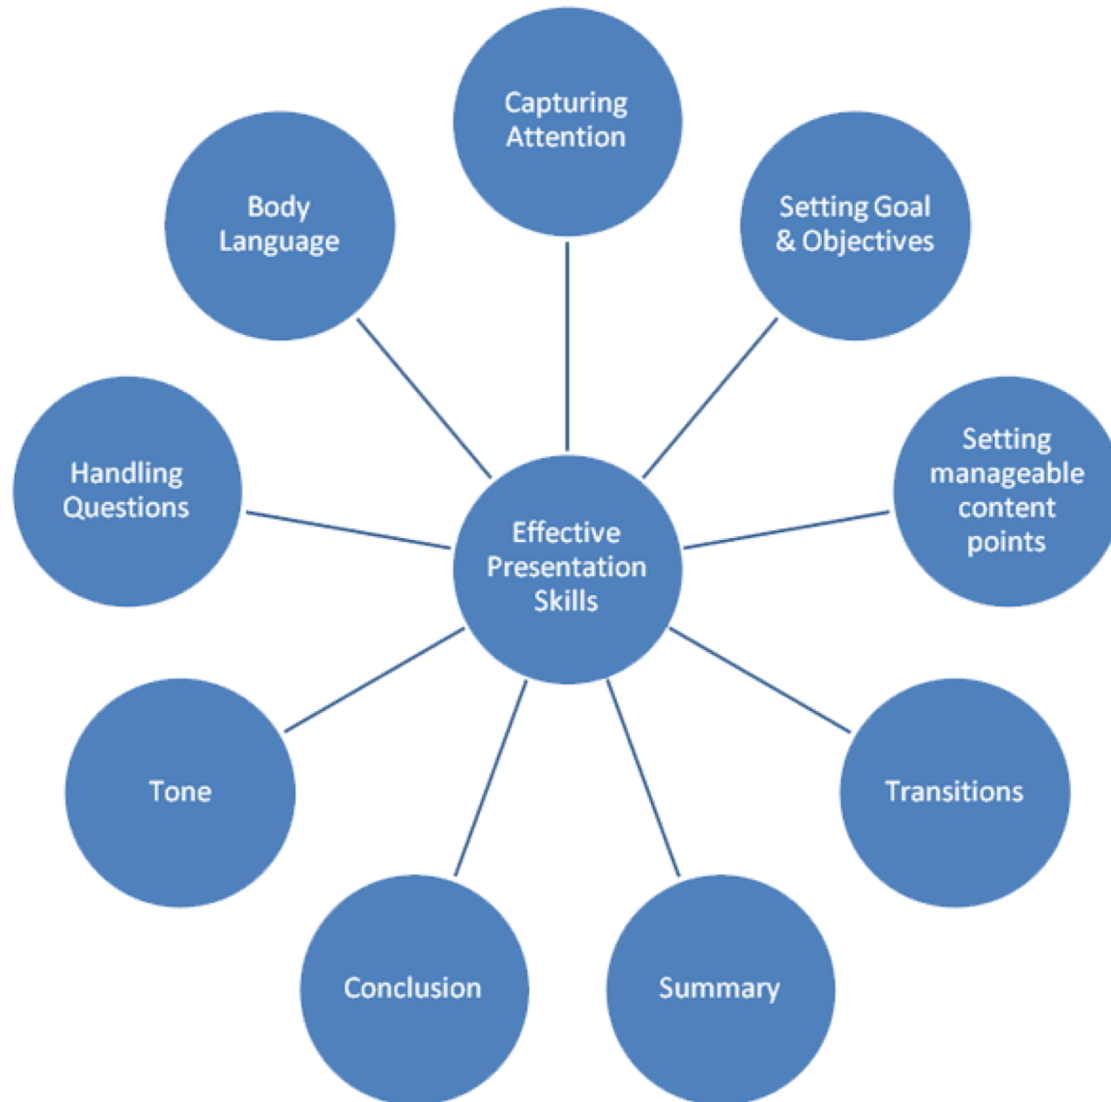 Capturing
Attention
Setting Goal
& Objectives
Setting
manageable
content
points
Transitions
Summary
Conclusion
Tone
Handling
Questions
Body
Language
Effective
Presentation
Skills